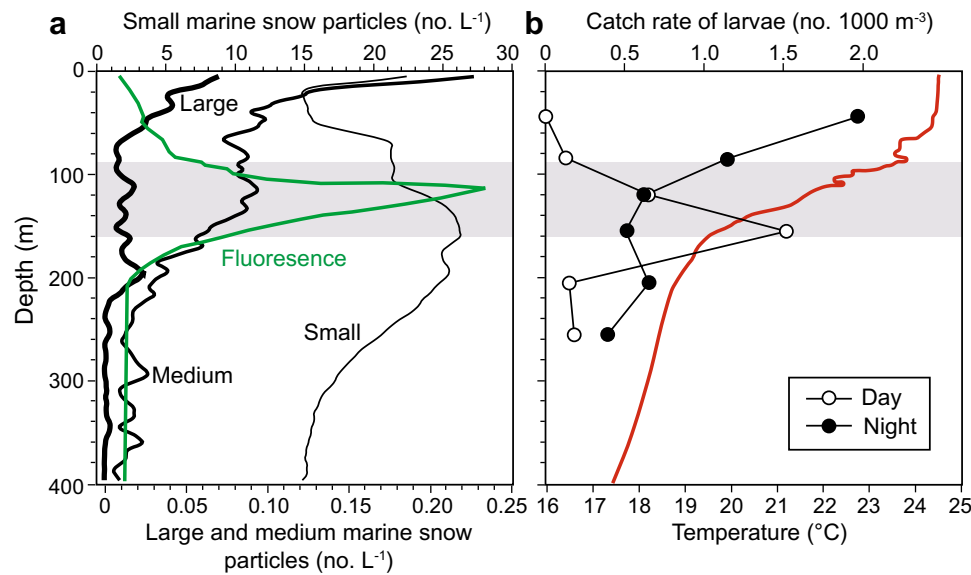 a
Small marine snow particles (no. L⁻¹)
0 5 10 15 20 25 30
0
100
200
300
400
Depth (m)
Large
Fluoresence
Small
Medium
0 0.05 0.10 0.15 0.20 0.25
Large and medium marine snow
particles (no. L⁻¹)
b
Catch rate of larvae (no. 1000 m⁻³)
0 0.5 1.0 1.5 2.0
0
Day
Night
16 17 18 19 20 21 22 23 24 25
Temperature (°C)